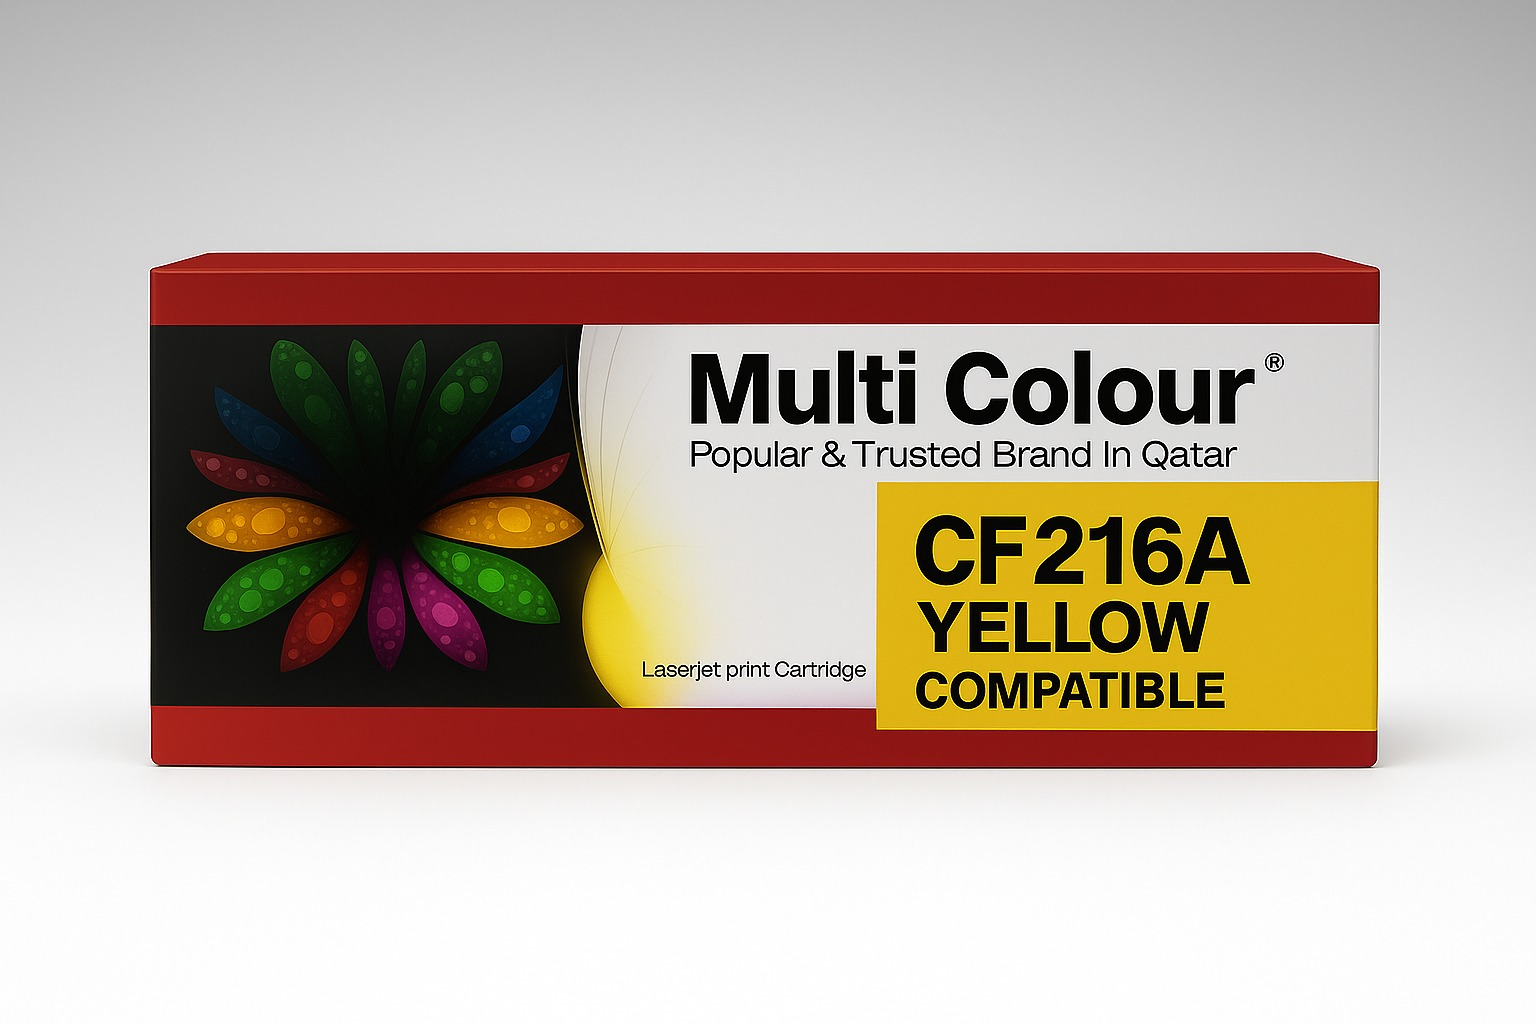 Multi Colour®
Popular & Trusted Brand In Qatar
CF216A
YELLOW
COMPATIBLE
Laserjet print Cartridge